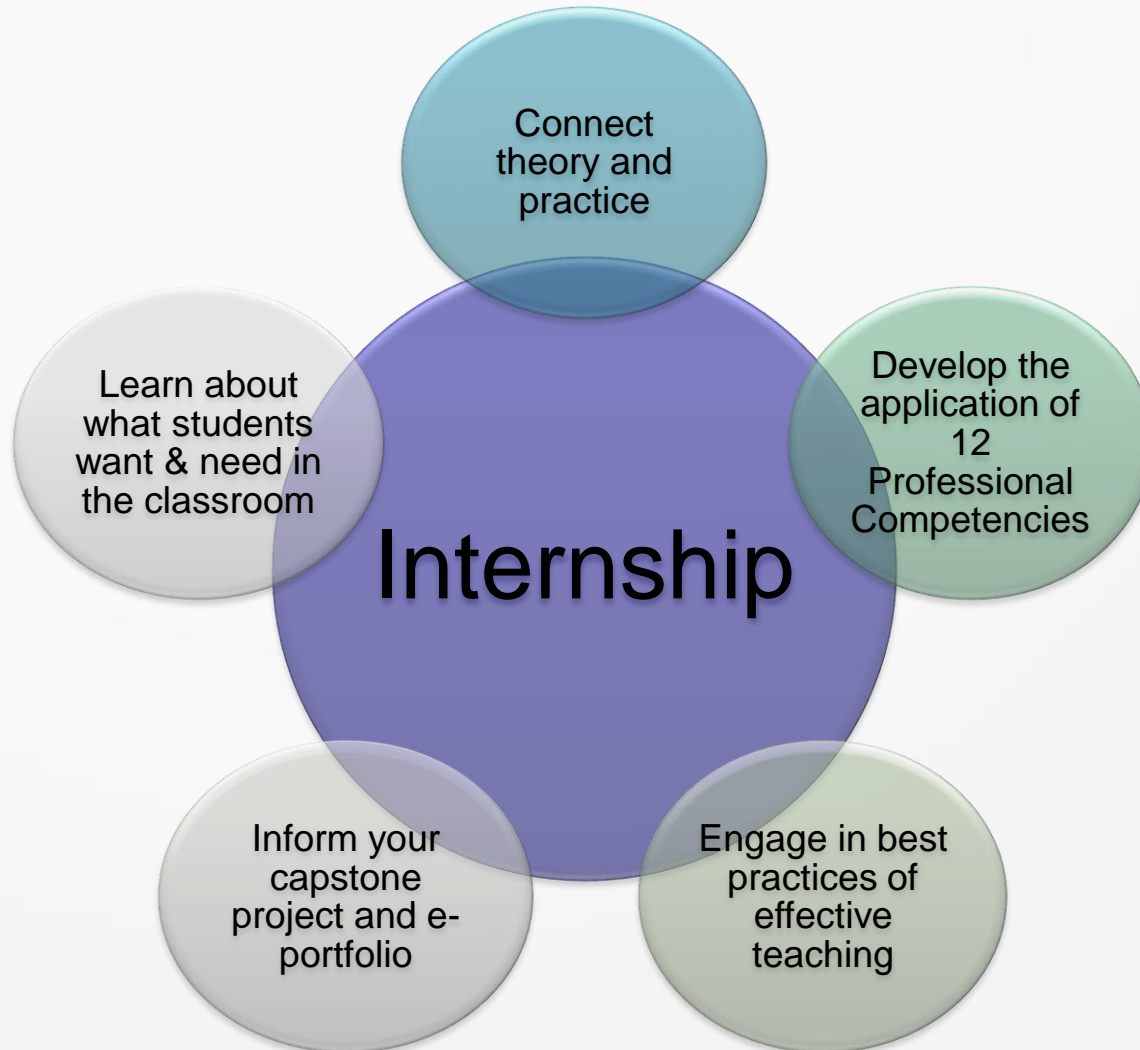 Connect
theory and
practice
Develop the
application of
12
Professional
Competencies
Engage in best
practices of
effective
teaching
Inform your
capstone
project and e-
portfolio
Learn about
what students
want & need in
the classroom
Internship